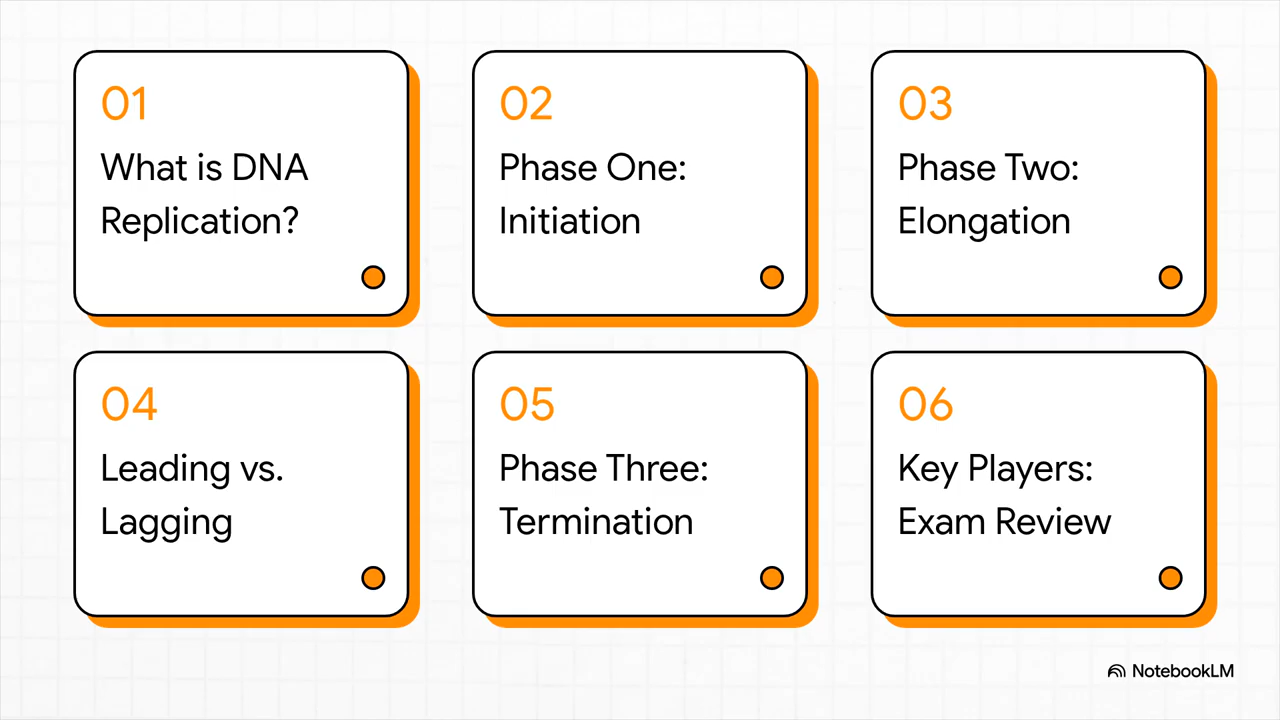 01
What is DNA
Replication?
02
Phase One:
Initiation
03
Phase Two:
Elongation
04
Leading vs.
Lagging
05
Phase Three:
Termination
06
Key Players:
Exam Review
NotebookLM